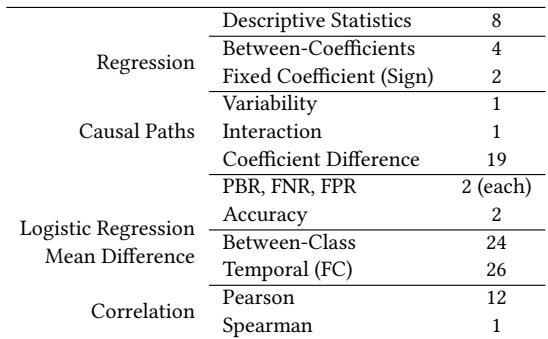 Descriptive Statistics 8
Regression
Between-Coefficients 4
Fixed Coefficient (Sign) 2
Causal Paths
Variability 1
Interaction 1
Coefficient Difference 19
PBR, FNR, FPR 2 (each)
Accuracy 2
Logistic Regression
Mean Difference
Between-Class 24
Temporal (FC) 26
Correlation
Pearson 12
Spearman 1